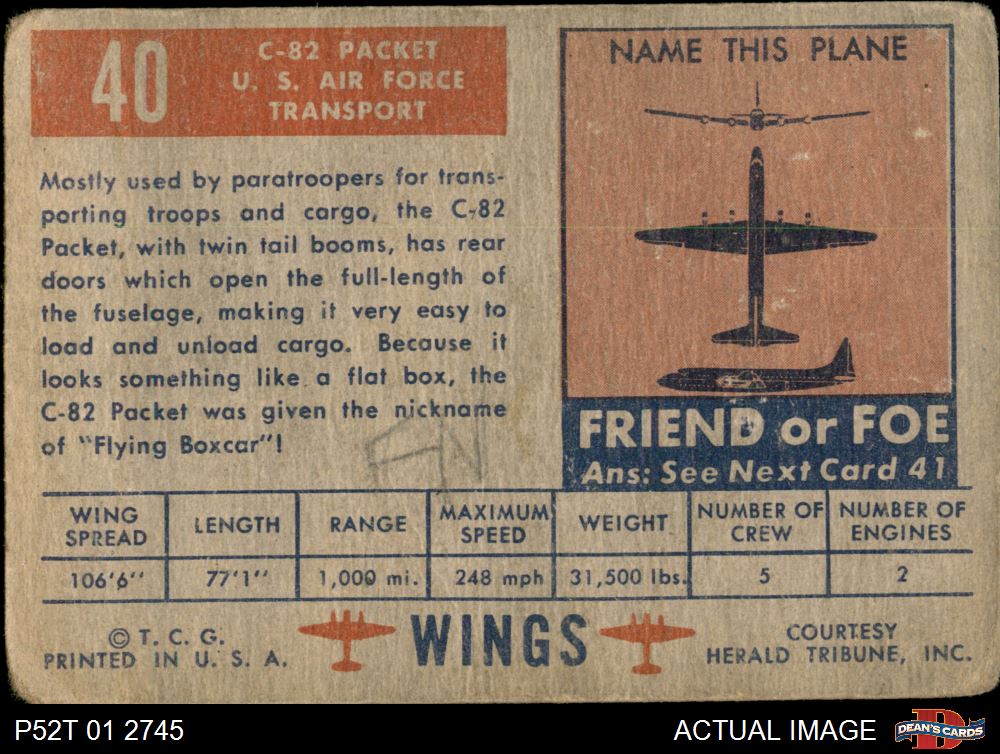 40
C-82 PACKET
U. S. AIR FORCE
TRANSPORT
Mostly used by paratroopers for trans-
porting troops and cargo, the C-82
Packet, with twin tail booms, has rear
doors which open the full-length of
the fuselage, making it very easy to
load and unload cargo. Because it
looks something like a flat box, the
C-82 Packet was given the nickname
of "Flying Boxcar"!
NAME THIS PLANE
FRIEND or FOE
Ans: See Next Card 41
WING SPREAD LENGTH RANGE MAXIMUM SPEED WEIGHT NUMBER OF CREW NUMBER OF ENGINES
106'6'' 77'1'' 1,000 mi. 248 mph 31,500 lbs. 5 2
© T. C. G.
PRINTED IN U. S. A.
WINGS
COURTESY
HERALD TRIBUNE, INC.
P52T 01 2745
ACTUAL IMAGE
D
DEAN'S CARDS